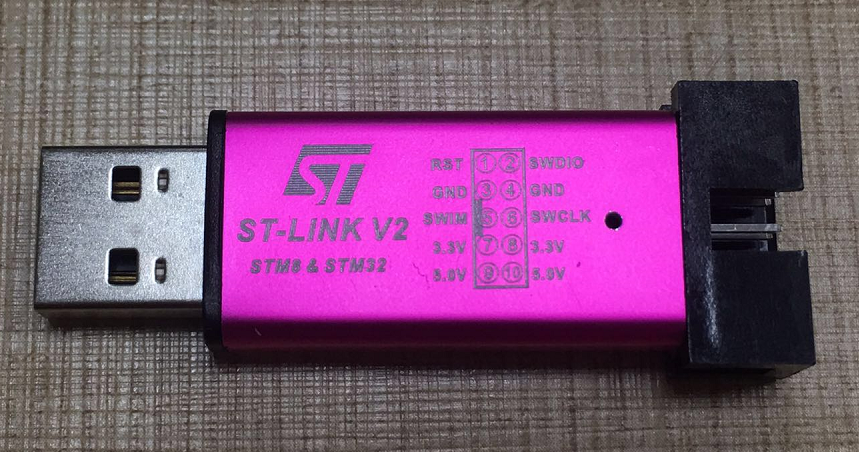 ST
ST-LINK V2
STM8 & STM32
RST 1 2 SWDIO
GND 3 4 GND
SWIM 5 6 SWCLK
3.3V 7 8 3.3V
5.0V 9 10 5.0V